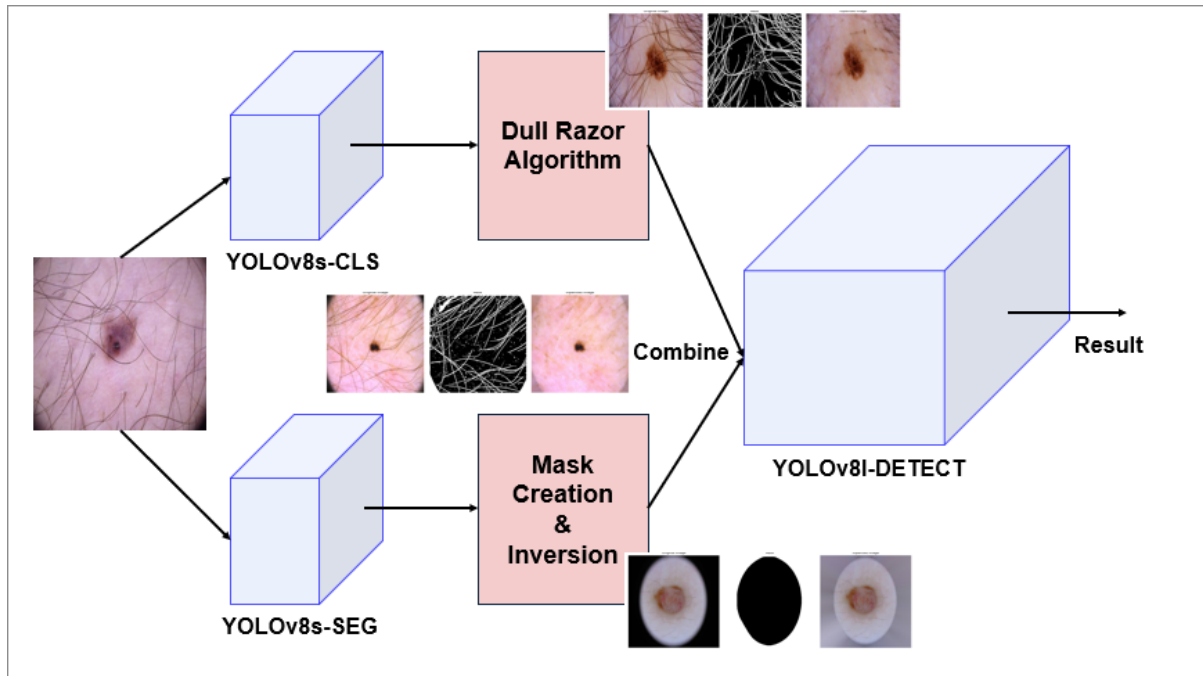 Dull Razor
Algorithm
YOLOv8s-CLS
Combine
Result
YOLOv8l-DETECT
Mask
Creation
&
Inversion
YOLOv8s-SEG